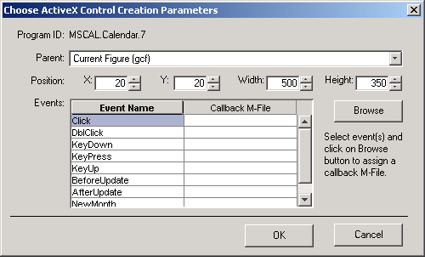 Choose ActiveX Control Creation Parameters
Program ID: MSCAL.Calendar.7
Parent: Current Figure (gcf)
Position: X: 20 Y: 20 Width: 500 Height: 350
Events: Event Name Callback M-File Browse
Click
DblClick
KeyDown
KeyPress
KeyUp
BeforeUpdate
AfterUpdate
NewMonth
Select event(s) and
click on Browse
button to assign a
callback M-File.
OK Cancel